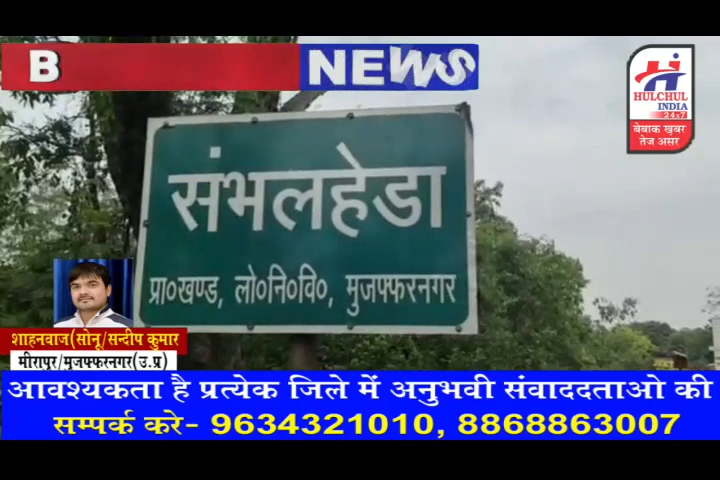 B NEWS
HULCHUL
INDIA
24x7
बेबाक खबर
तेज असर
संभलहेडा
प्रा०खण्ड, लो०नि०वि०, मुजफ्फरनगर
शाहनवाज(सोनू/सन्दीप कुमार
मीरापुर/मुजफ्फरनगर(उ.प्र)
आवश्यकता है प्रत्येक जिले में अनुभवी संवाददताओ की
सम्पर्क करे- 9634321010, 8868863007